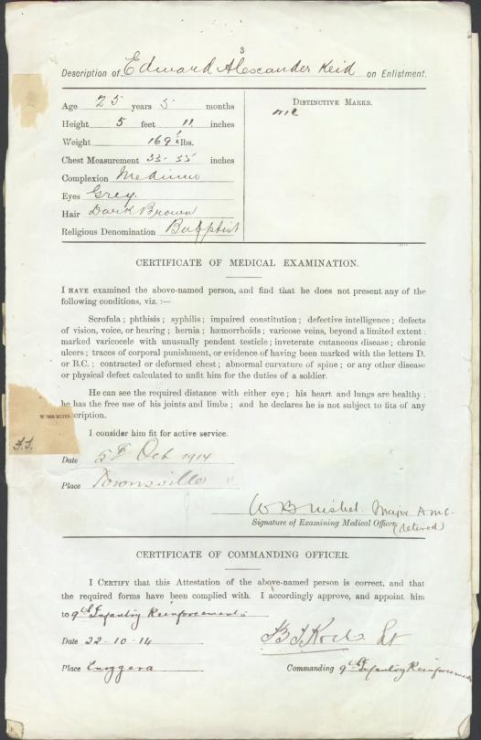 3
Description of Edward Alexander Reid on Enlistment.
Age 25 years 5 months
Height 5 feet 11 inches
Weight 169 lbs.
Chest Measurement 33-35 inches
Complexion Medium
Eyes Grey
Hair Dark Brown
Religious Denomination Baptist
Distinctive Marks.
CERTIFICATE OF MEDICAL EXAMINATION.
I HAVE examined the above-named person, and find that he does not present any of the
following conditions, viz. :—
Scrofula; phthisis; syphilis; impaired constitution; defective intelligence; defects
of vision, voice, or hearing; hernia; hæmorrhoids; varicose veins, beyond a limited extent;
marked varicocele with unusually pendent testicle; inveterate cutaneous disease; chronic
ulcers; traces of corporal punishment, or evidence of having been marked with the letters D.
or B.C.; contracted or deformed chest; abnormal curvature of spine; or any other disease
or physical defect calculated to unfit him for the duties of a soldier.
He can see the required distance with either eye; his heart and lungs are healthy;
he has the free use of his joints and limbs; and he declares he is not subject to fits of any
scription.
I consider him fit for active service.
Date Oct 1914
Place Townsville
W B Nisbet Major A.M.C.
Signature of Examining Medical Officer. (retired)
CERTIFICATE OF COMMANDING OFFICER.
I CERTIFY that this Attestation of the above-named person is correct, and that
the required forms have been complied with. I accordingly approve, and appoint him
to 9th Infantry Reinforcements
Date 22-10-14
Lt
Place Enoggera Commanding 9th Infantry Reinforcements